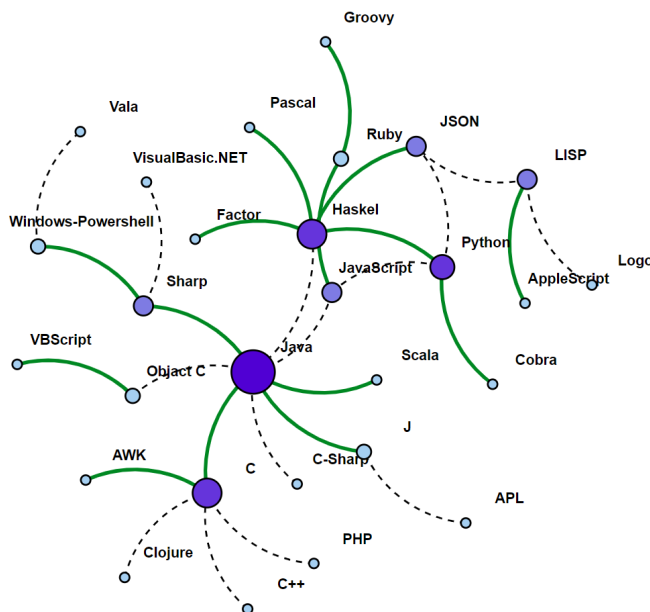 Groovy
Pascal
Vala
Ruby
JSON
VisualBasic.NET
LISP
Windows-Powershell
Factor
Haskel
Python
Sharp
JavaScript
AppleScript
Logo
VBScript
Java
Objact C
Scala
Cobra
J
AWK
C
C-Sharp
APL
Clojure
PHP
C++